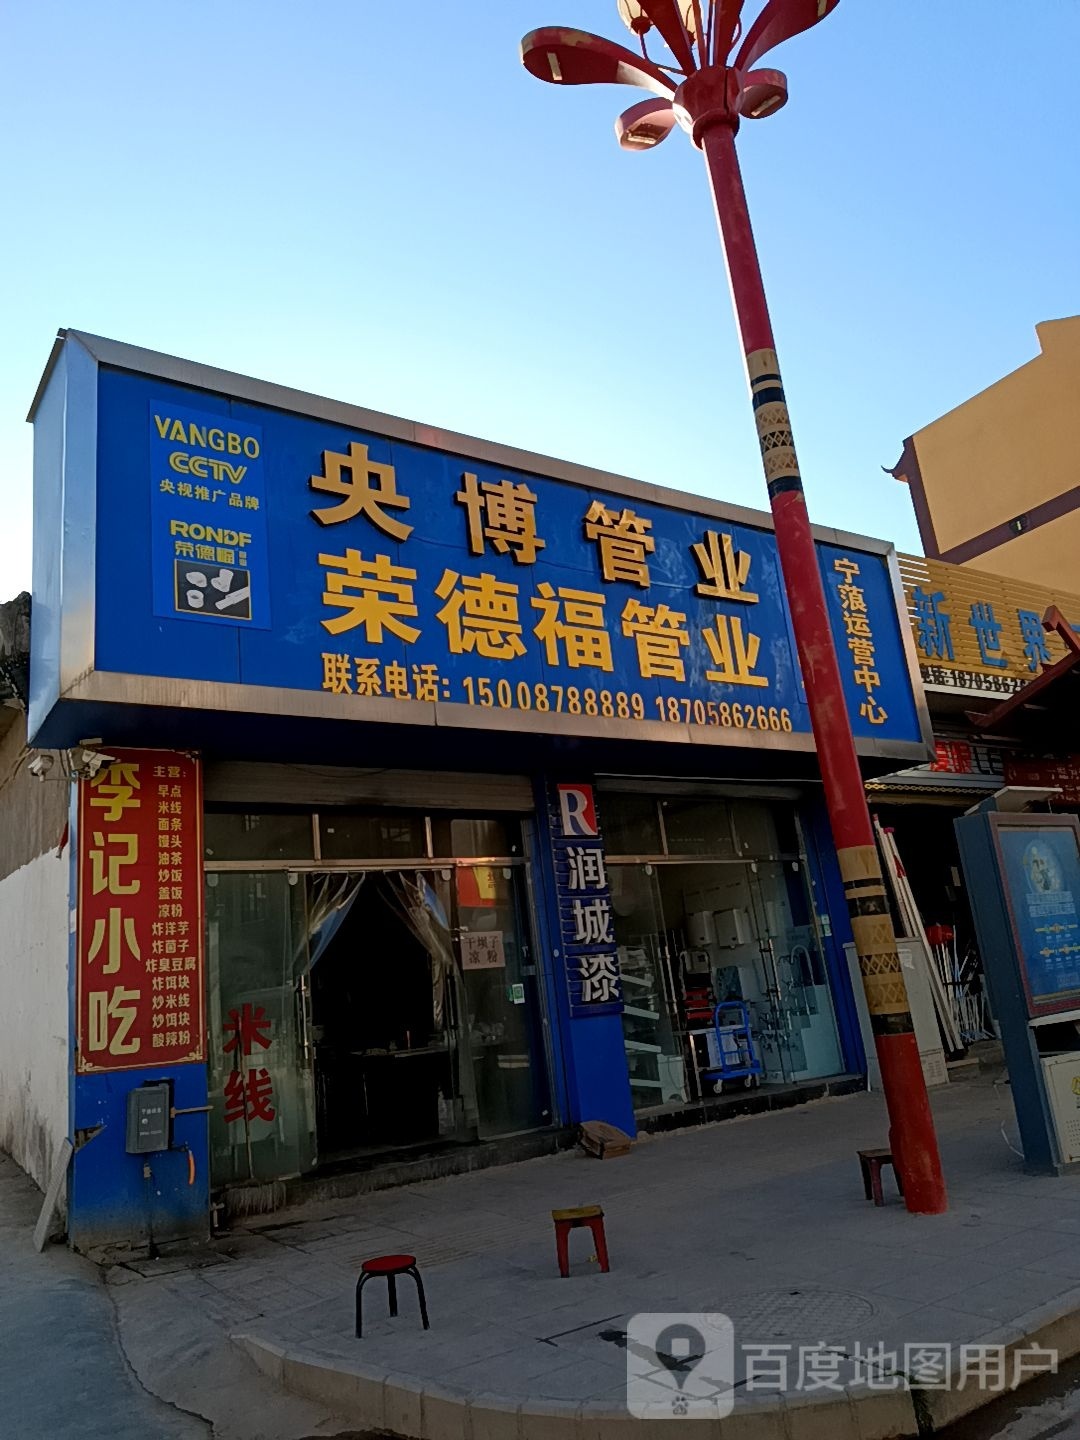 YANGBO
CCTV
央视推广品牌
RONDF
荣德福
央博管业
荣德福管业
联系电话：15008788889 18705862666
宁蒗运营中心
新世界
李记小吃
主营：
早点
米线
面条
馒头
油茶
炒饭
盖饭
凉粉
炸洋芋
炸菌子
炸臭豆腐
炸饵块
炒米线
炒饵块
酸辣粉
米线
干坝子
凉粉
R
润城漆
百度地图用户